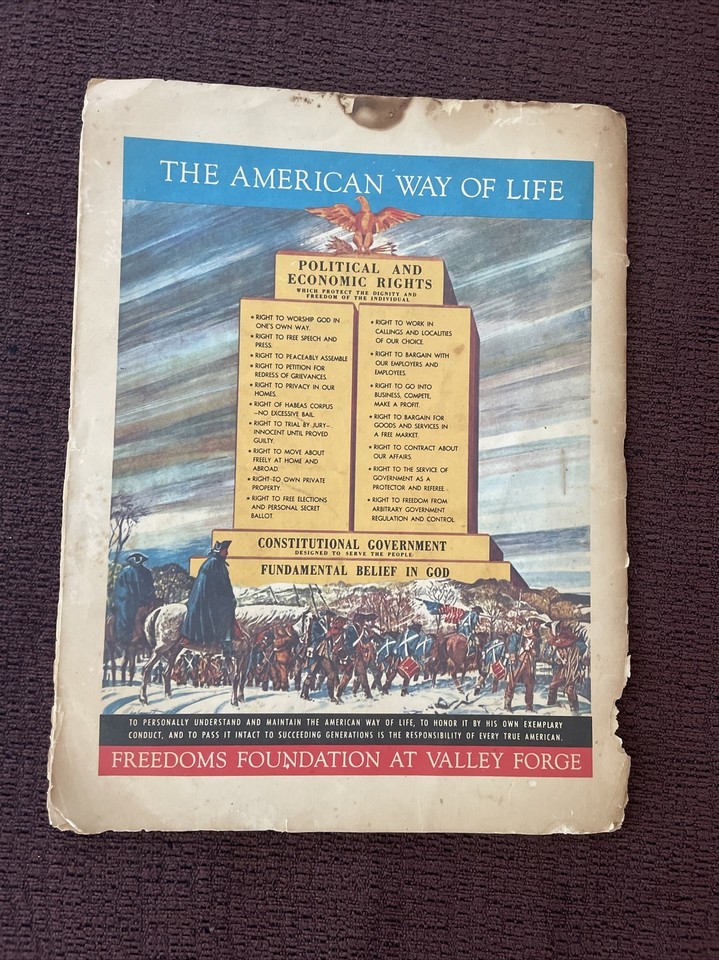 THE AMERICAN WAY OF LIFE
POLITICAL AND
ECONOMIC RIGHTS
WHICH PROTECT THE DIGNITY AND
FREEDOM OF THE INDIVIDUAL
• RIGHT TO WORSHIP GOD IN
ONE'S OWN WAY.
• RIGHT TO FREE SPEECH AND
PRESS.
• RIGHT TO PEACEABLY ASSEMBLE
• RIGHT TO PETITION FOR
REDRESS OF GRIEVANCES.
• RIGHT TO PRIVACY IN OUR
HOMES.
• RIGHT OF HABEAS CORPUS
—NO EXCESSIVE BAIL.
• RIGHT TO TRIAL BY JURY—
INNOCENT UNTIL PROVED
GUILTY.
• RIGHT TO MOVE ABOUT
FREELY AT HOME AND
ABROAD.
• RIGHT TO OWN PRIVATE
PROPERTY.
• RIGHT TO FREE ELECTIONS
AND PERSONAL SECRET
BALLOT.
• RIGHT TO WORK IN
CALLINGS AND LOCALITIES
OF OUR CHOICE.
• RIGHT TO BARGAIN WITH
OUR EMPLOYERS AND
EMPLOYEES.
• RIGHT TO GO INTO
BUSINESS, COMPETE,
MAKE A PROFIT.
• RIGHT TO BARGAIN FOR
GOODS AND SERVICES IN
A FREE MARKET.
• RIGHT TO CONTRACT ABOUT
OUR AFFAIRS.
• RIGHT TO THE SERVICE OF
GOVERNMENT AS A
PROTECTOR AND REFEREE.
• RIGHT TO FREEDOM FROM
ARBITRARY GOVERNMENT
REGULATION AND CONTROL.
CONSTITUTIONAL GOVERNMENT
DESIGNED TO SERVE THE PEOPLE
FUNDAMENTAL BELIEF IN GOD
TO PERSONALLY UNDERSTAND AND MAINTAIN THE AMERICAN WAY OF LIFE, TO HONOR IT BY HIS OWN EXEMPLARY
CONDUCT, AND TO PASS IT INTACT TO SUCCEEDING GENERATIONS IS THE RESPONSIBILITY OF EVERY TRUE AMERICAN.
FREEDOMS FOUNDATION AT VALLEY FORGE